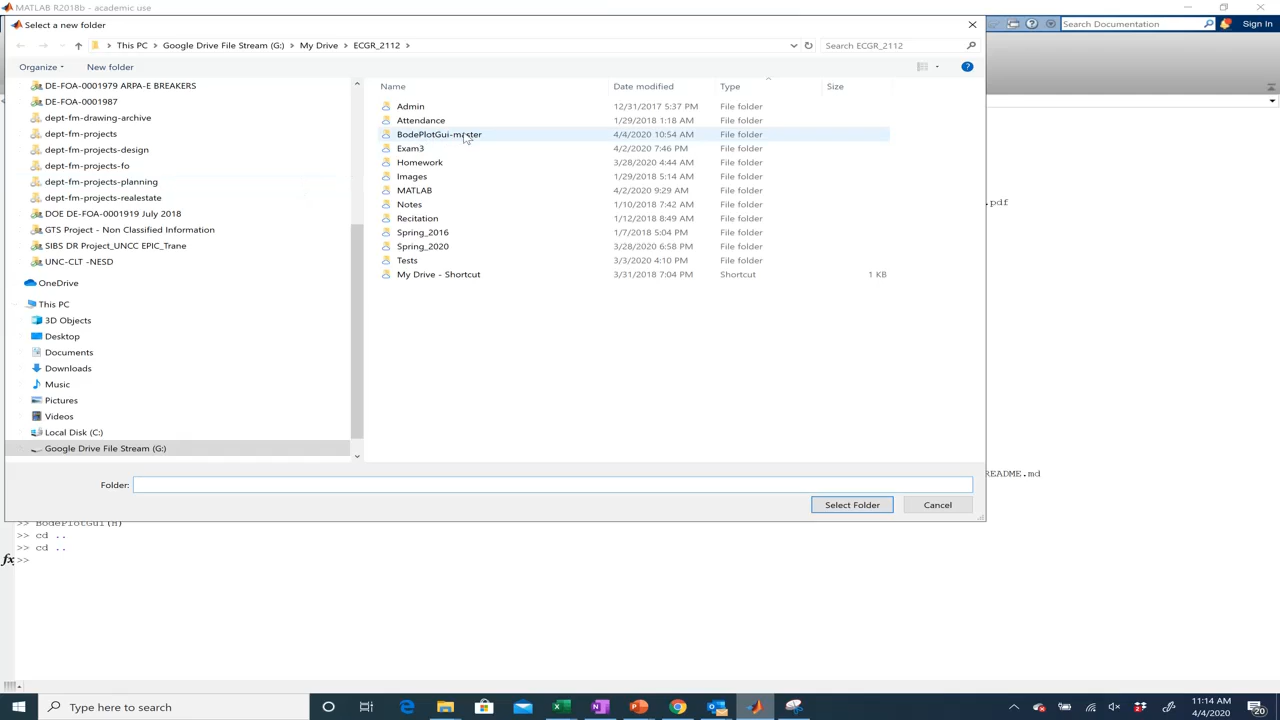 MATLAB R2018b - academic use
Select a new folder
This PC > Google Drive File Stream (G:) > My Drive > ECGR_2112 >
Search ECGR_2112
Search Documentation
Sign In
Organize
New folder
?
DE-FOA-0001979 ARPA-E BREAKERS
DE-FOA-0001987
dept-fm-drawing-archive
dept-fm-projects
dept-fm-projects-design
dept-fm-projects-fo
dept-fm-projects-planning
dept-fm-projects-realestate
DOE DE-FOA-0001919 July 2018
GTS Project - Non Classified Information
SIBS DR Project_UNCC EPIC_Trane
UNC-CLT -NESD
OneDrive
This PC
3D Objects
Desktop
Documents
Downloads
Music
Pictures
Videos
Local Disk (C:)
Google Drive File Stream (G:)
Name Date modified Type Size
Admin 12/31/2017 5:37 PM File folder
Attendance 1/29/2018 1:18 AM File folder
BodePlotGui-master 4/4/2020 10:54 AM File folder
Exam3 4/2/2020 7:46 PM File folder
Homework 3/28/2020 4:44 AM File folder
Images 1/29/2018 5:14 AM File folder
MATLAB 4/2/2020 9:29 AM File folder
Notes 1/10/2018 7:42 AM File folder
Recitation 1/12/2018 8:49 AM File folder
Spring_2016 1/7/2018 5:04 PM File folder
Spring_2020 3/28/2020 6:58 PM File folder
Tests 3/3/2020 4:10 PM File folder
My Drive - Shortcut 3/31/2018 7:04 PM Shortcut 1 KB
.pdf
README.md
Folder:
Select Folder
Cancel
>> BodePlotGui(H)
>> cd ..
>> cd ..
fx >>
Type here to search
11:14 AM
4/4/2020
20